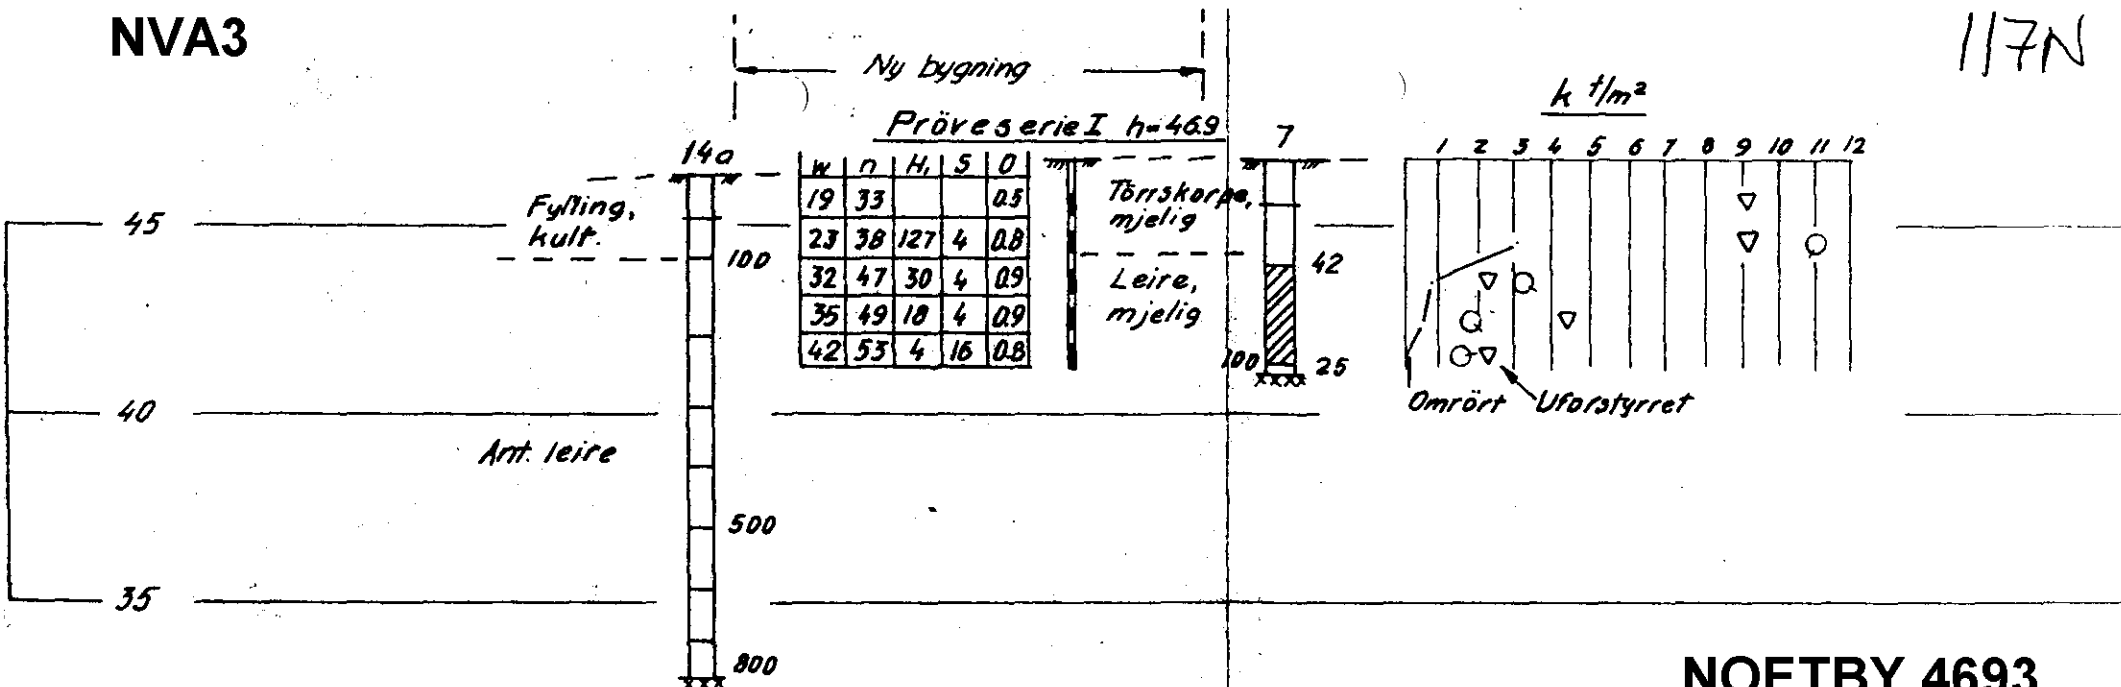 NVA3
117N
Ny bygning
k t/m²
Pröveserie I h=46.9
14a
7
1 2 3 4 5 6 7 8 9 10 11 12
w n H, S O
19 33 0.5
23 38 127 4 0.8
32 47 30 4 0.9
35 49 18 4 0.9
42 53 4 16 0.8
Fylling,
kult.
Törrskorpe,
mjelig
45
100
42
Leire,
mjelig
100
25
Omrört
Uforstyrret
40
Ant. leire
500
35
800
NOFTBY 4693